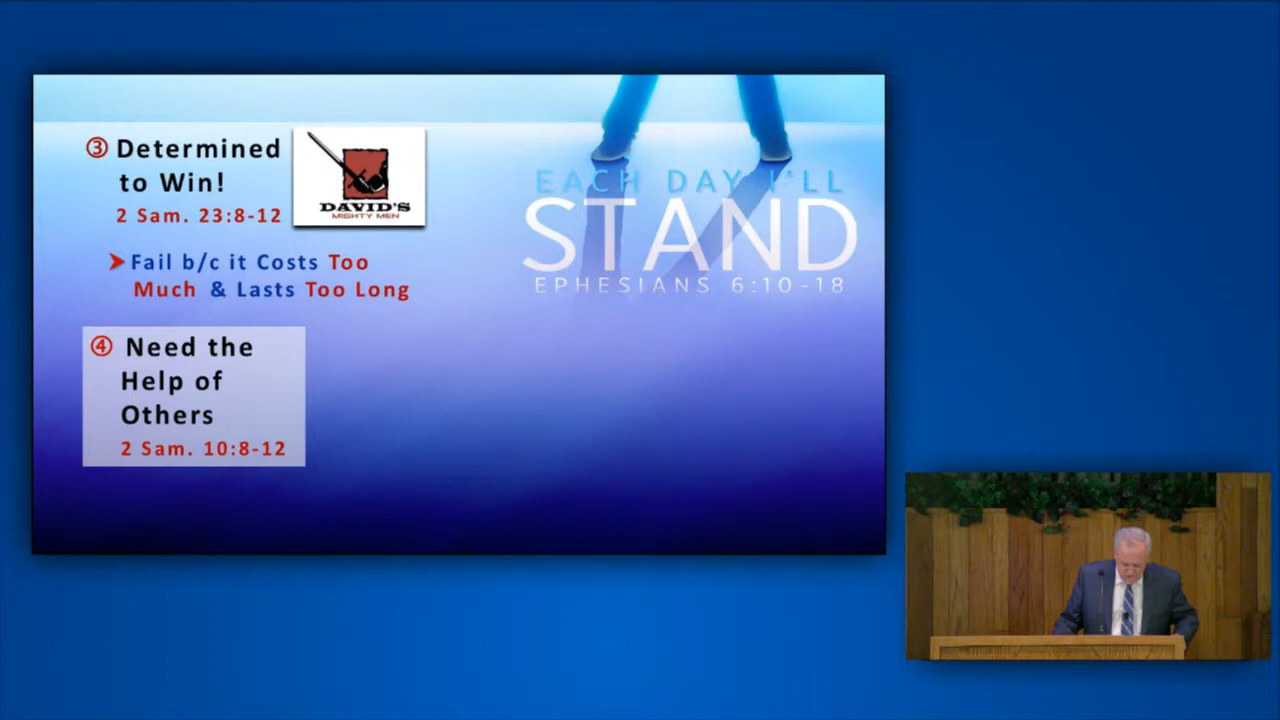 ③ Determined
to Win!
2 Sam. 23:8-12
DAVID'S
MIGHTY MEN
Fail b/c it Costs Too
Much & Lasts Too Long
④ Need the
Help of
Others
2 Sam. 10:8-12
EACH DAY I'LL
STAND
EPHESIANS 6:10-18